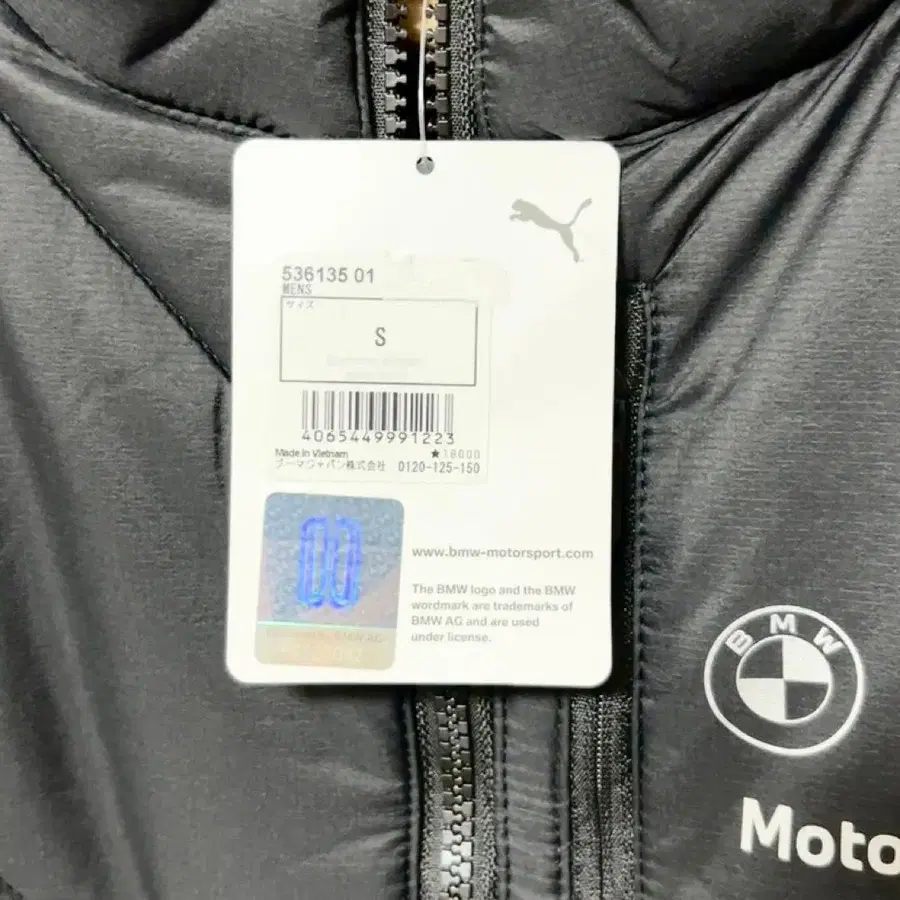 536135 01
MENS
サイズ
S
4065449991223
Made in Vietnam
★18000
プーマジャパン株式会社 0120-125-150
www.bmw-motorsport.com
The BMW logo and the BMW
wordmark are trademarks of
BMW AG and are used
under license.
BMW AG
BMW
Moto